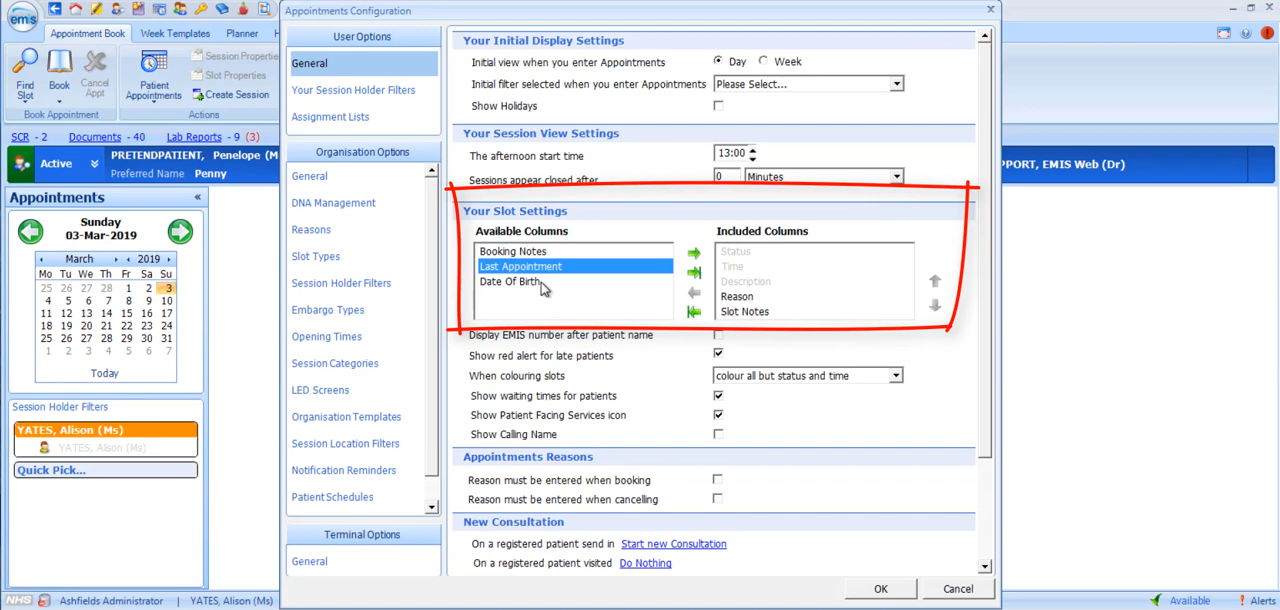 emis
Appointments Configuration
Appointment Book
Week Templates
Planner
H
Find Slot
Book
Cancel Appt
Patient Appointments
Session Propertie
Slot Properties
Create Session
Book Appointment
Actions
SCR - 2
Documents - 40
Lab Reports - 9 (3)
Active
PRETENDPATIENT, Penelope (M
Preferred Name Penny
PPORT, EMIS Web (Dr)
Appointments
Sunday
03-Mar-2019
March 2019
Mo Tu We Th Fr Sa Su
25 26 27 28 1 2 3
4 5 6 7 8 9 10
11 12 13 14 15 16 17
18 19 20 21 22 23 24
25 26 27 28 29 30 31
1 2 3 4 5 6 7
Today
Session Holder Filters
YATES, Alison (Ms)
YATES, Alison (Ms)
Quick Pick...
User Options
General
Your Session Holder Filters
Assignment Lists
Organisation Options
General
DNA Management
Reasons
Slot Types
Session Holder Filters
Embargo Types
Opening Times
Session Categories
LED Screens
Organisation Templates
Session Location Filters
Notification Reminders
Patient Schedules
Terminal Options
General
Your Initial Display Settings
Initial view when you enter Appointments Day Week
Initial filter selected when you enter Appointments Please Select...
Show Holidays
Your Session View Settings
The afternoon start time 13:00
Sessions appear closed after 0 Minutes
Your Slot Settings
Available Columns
Booking Notes
Last Appointment
Date Of Birth
Included Columns
Status
Time
Description
Reason
Slot Notes
Display EMIS number after patient name
Show red alert for late patients
When colouring slots colour all but status and time
Show waiting times for patients
Show Patient Facing Services icon
Show Calling Name
Appointments Reasons
Reason must be entered when booking
Reason must be entered when cancelling
New Consultation
On a registered patient send in Start new Consultation
On a registered patient visited Do Nothing
OK
Cancel
NHS
Ashfields Administrator
YATES, Alison (Ms)
Available
Alerts